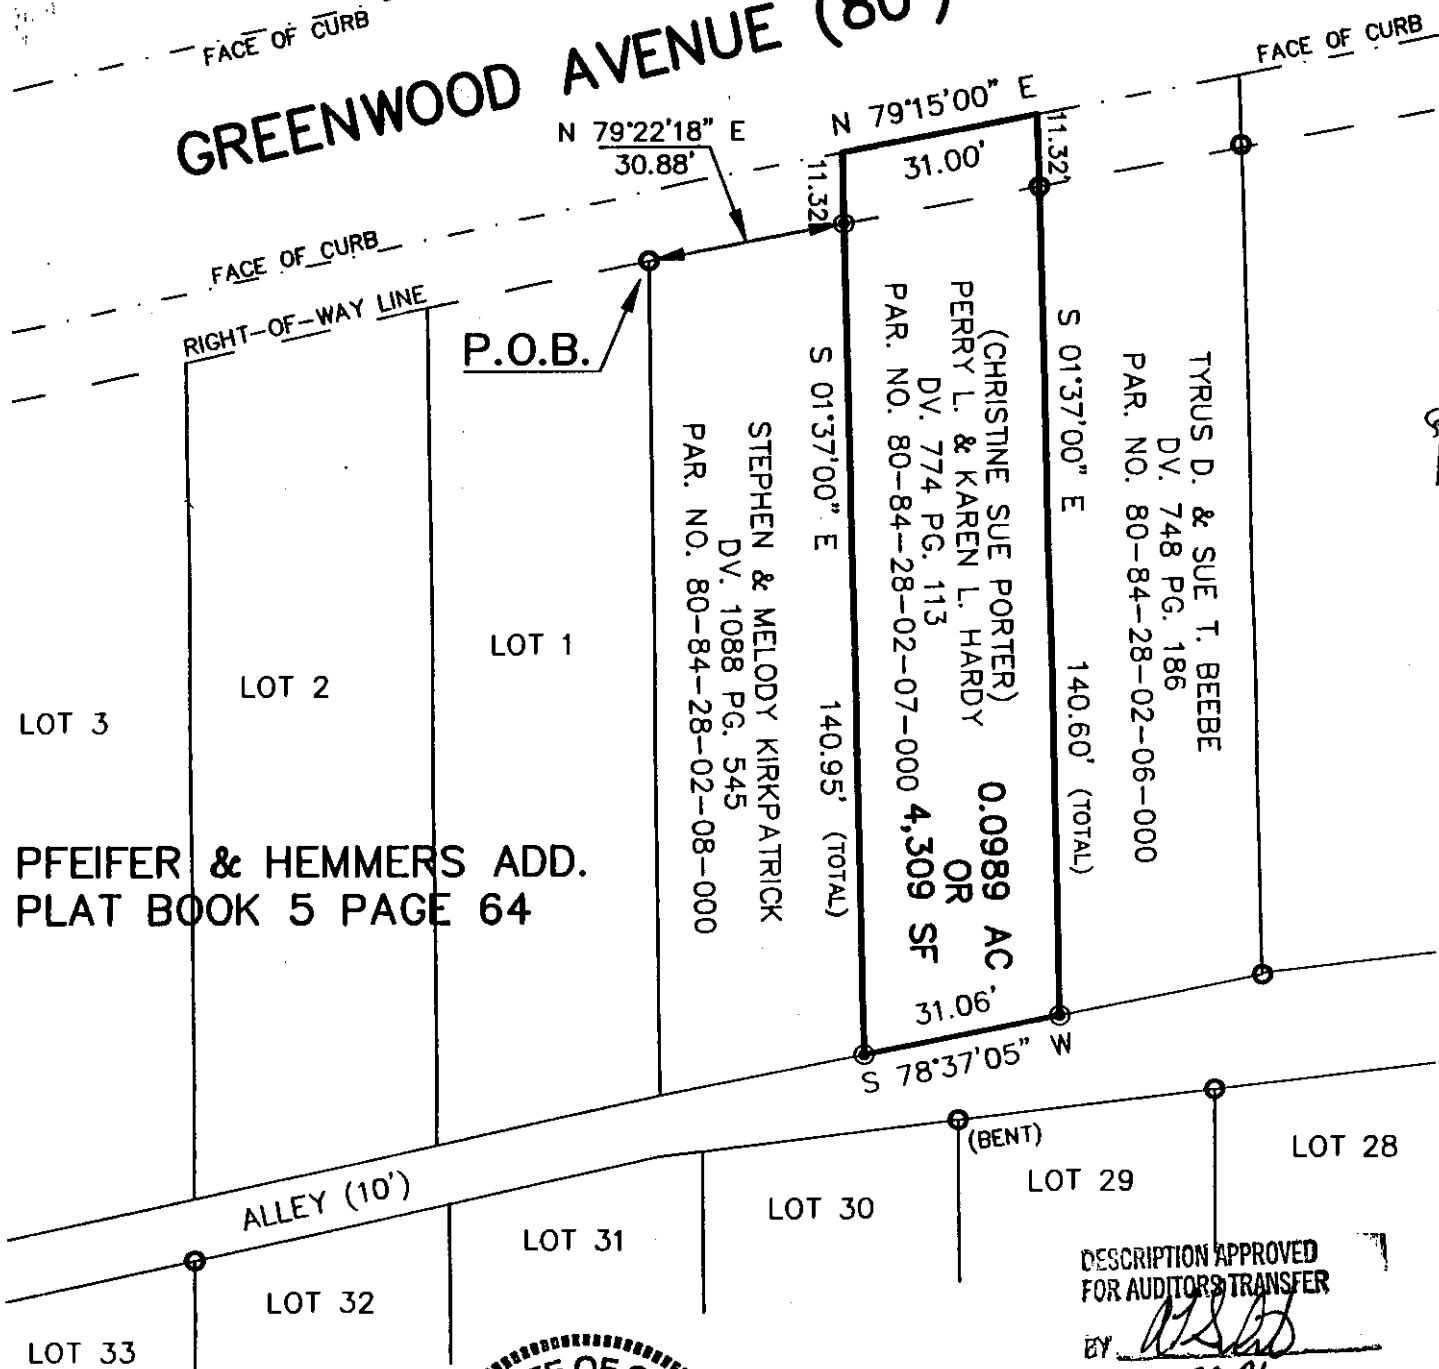 FACE OF CURB
GREENWOOD AVENUE (80')
FACE OF CURB
N 79°22'18" E
30.88'
N 79°15'00" E
31.00'
11.32'
11.32'
FACE OF CURB
RIGHT-OF-WAY LINE
P.O.B.
LOT 3
LOT 2
LOT 1
PFEIFER & HEMMERS ADD.
PLAT BOOK 5 PAGE 64
STEPHEN & MELODY KIRKPATRICK
DV. 1088 PG. 545
PAR. NO. 80-84-28-02-08-000
S 01°37'00" E 140.95' (TOTAL)
(CHRISTINE SUE PORTER)
PERRY L. & KAREN L. HARDY
DV. 774 PG. 113
PAR. NO. 80-84-28-02-07-000
0.0989 AC
OR
4,309 SF
S 01°37'00" E 140.60' (TOTAL)
TYRUS D. & SUE T. BEEBE
DV. 748 PG. 186
PAR. NO. 80-84-28-02-06-000
31.06'
S 78°37'05" W
ALLEY (10')
(BENT)
LOT 28
LOT 29
LOT 30
LOT 31
LOT 32
LOT 33
DESCRIPTION APPROVED
FOR AUDITORS TRANSFER
BY